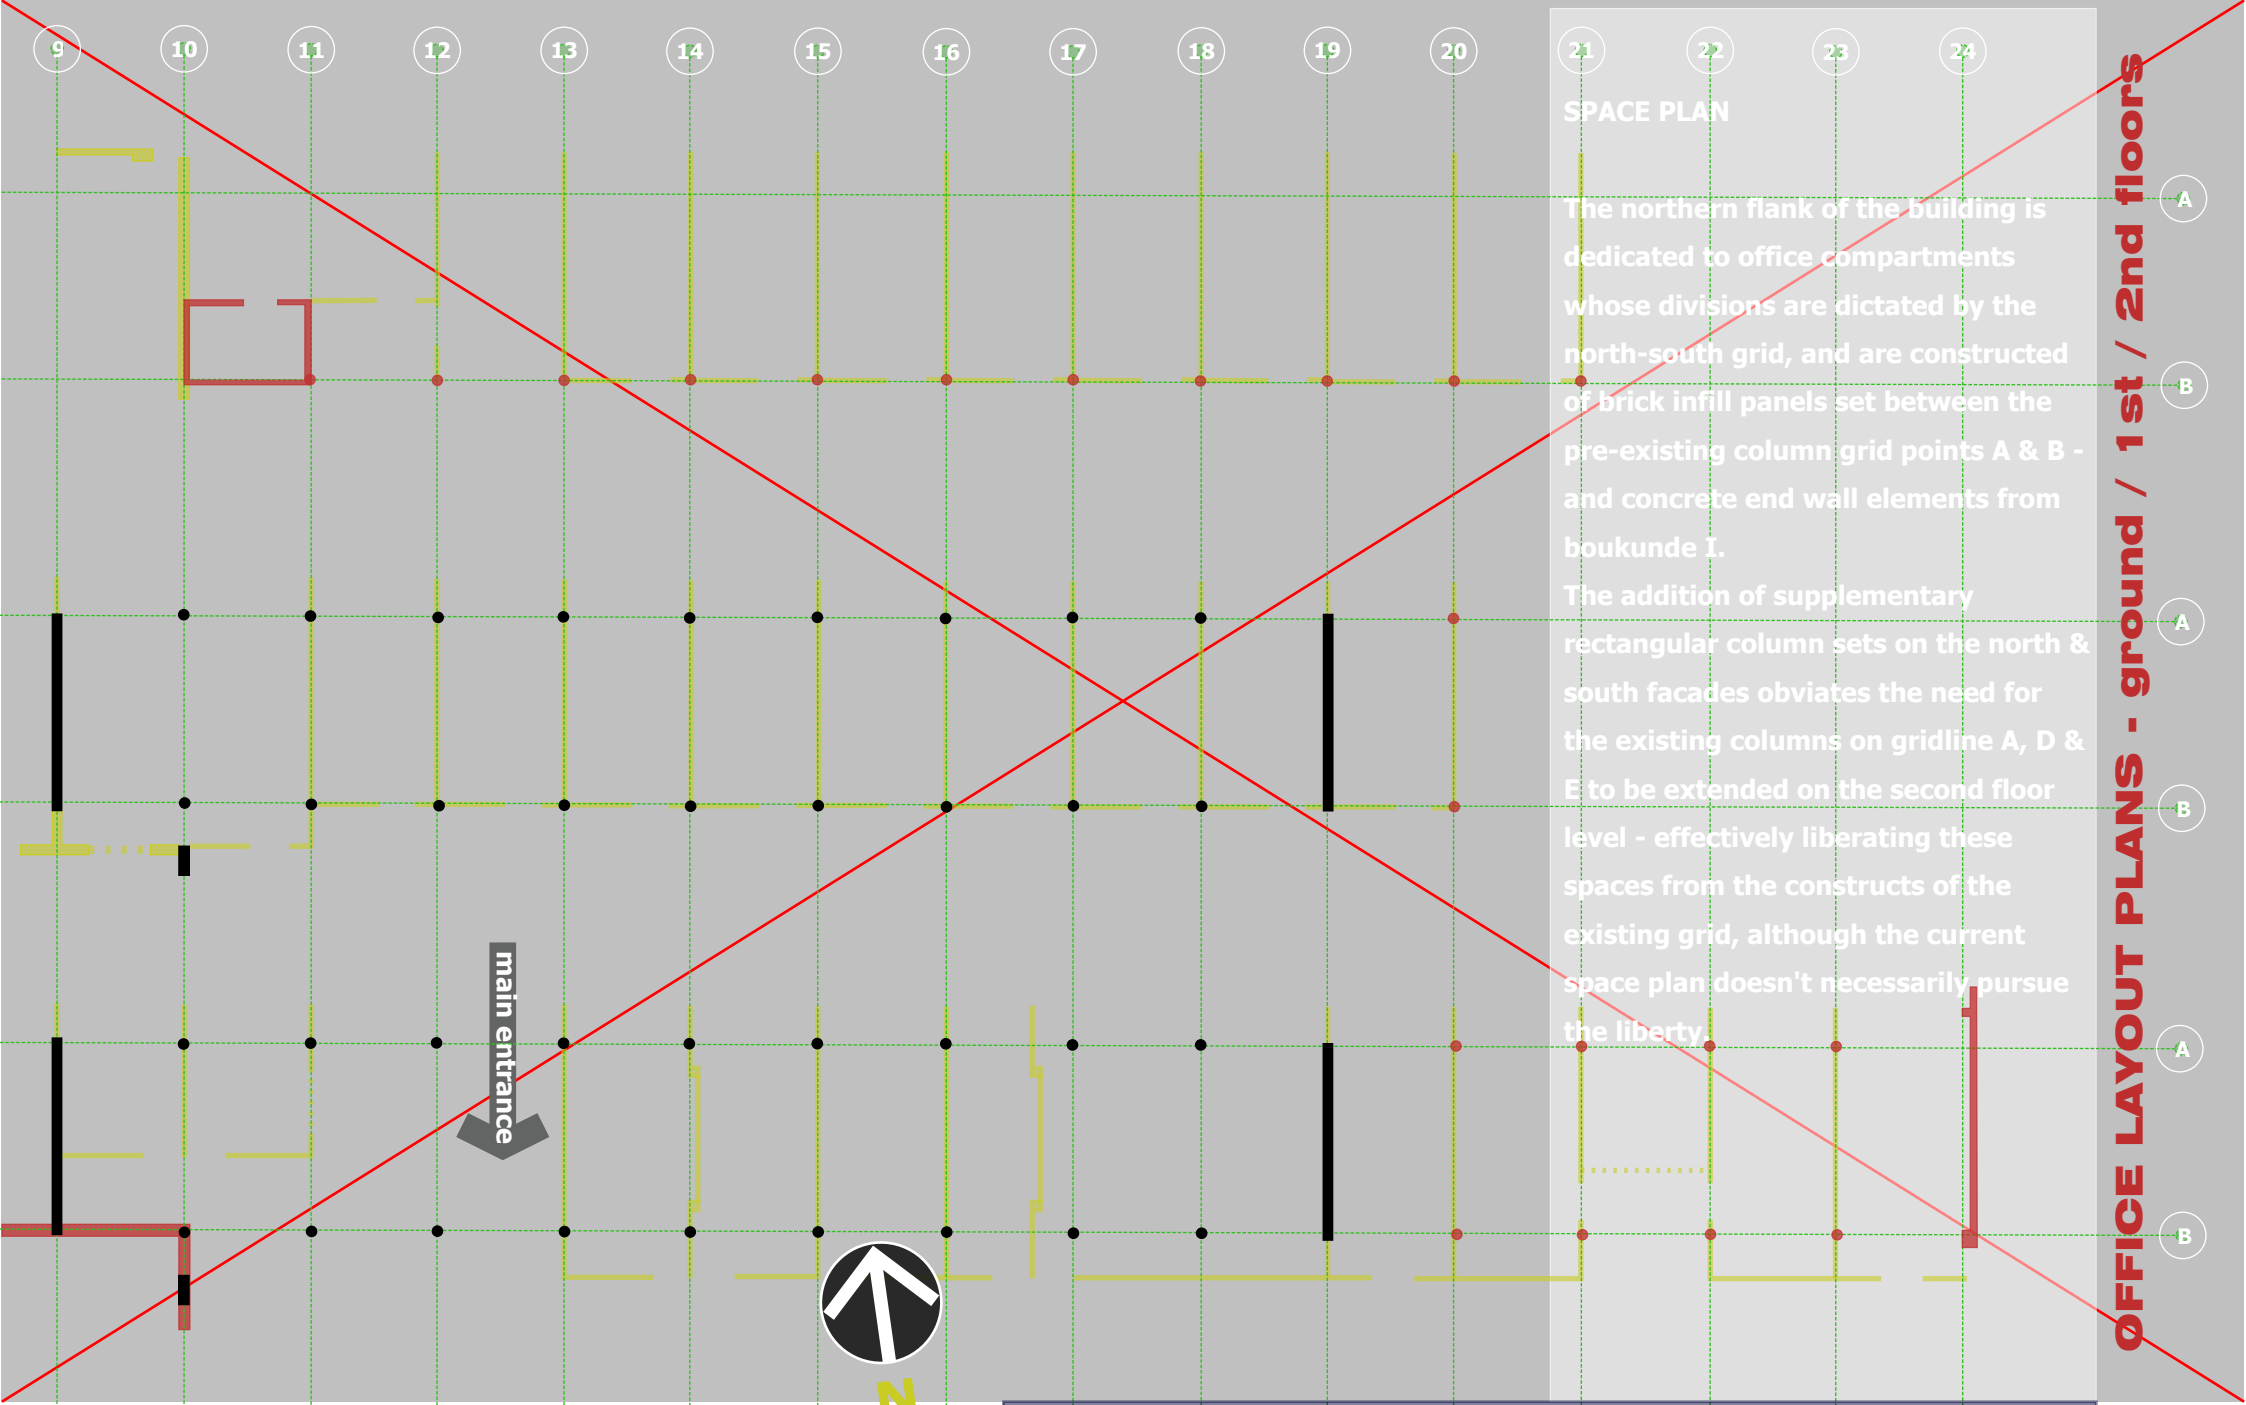 9 10 11 12 13 14 15 16 17 18 19 20 21 22 23 24
SPACE PLAN
The northern flank of the building is
dedicated to office compartments
whose divisions are dictated by the
north-south grid, and are constructed
of brick infill panels set between the
pre-existing column grid points A & B -
and concrete end wall elements from
boukunde I.
The addition of supplementary
rectangular column sets on the north &
south facades obviates the need for
the existing columns on gridline A, D &
E to be extended on the second floor
level - effectively liberating these
spaces from the constructs of the
existing grid, although the current
space plan doesn't necessarily pursue
the liberty.
A
B
A
B
A
B
OFFICE LAYOUT PLANS - ground / 1st / 2nd floors
main entrance
N